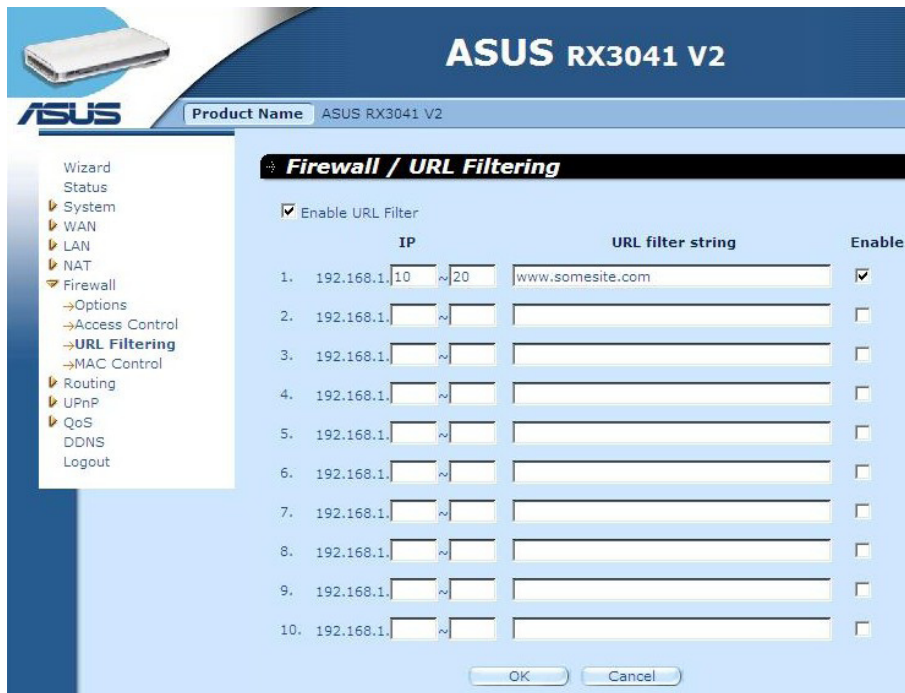 ASUS RX3041 V2
ASUS
Product Name ASUS RX3041 V2
Wizard
Status
System
WAN
LAN
NAT
Firewall
Options
Access Control
URL Filtering
MAC Control
Routing
UPnP
QoS
DDNS
Logout
Firewall / URL Filtering
Enable URL Filter
IP URL filter string Enable
1. 192.168.1. 10 ~ 20 www.somesite.com
2. 192.168.1. ~
3. 192.168.1. ~
4. 192.168.1. ~
5. 192.168.1. ~
6. 192.168.1. ~
7. 192.168.1. ~
8. 192.168.1. ~
9. 192.168.1. ~
10. 192.168.1. ~
OK Cancel